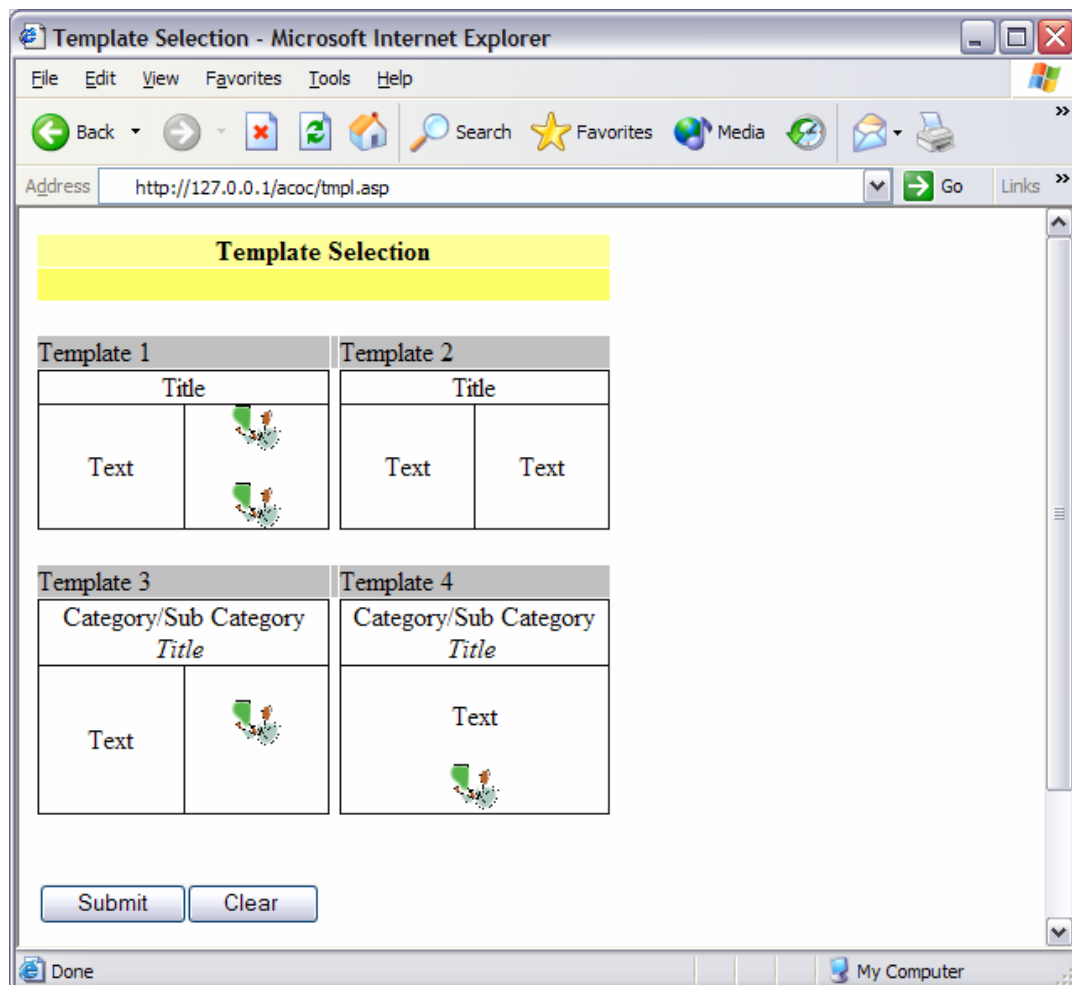 Template Selection - Microsoft Internet Explorer
File Edit View Favorites Tools Help
Back Search Favorites Media
Address http://127.0.0.1/acoc/tmpl.asp Go Links
Template Selection
Template 1 Template 2
Title Title
Text Text Text
Template 3 Template 4
Category/Sub Category Category/Sub Category
Title Title
Text
Text
Submit Clear
Done My Computer